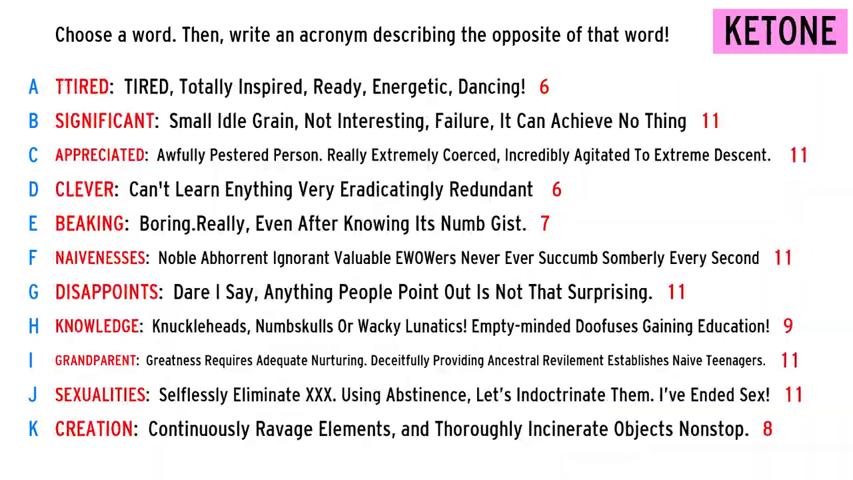 Choose a word. Then, write an acronym describing the opposite of that word!
KETONE
A TTIRED: TIRED, Totally Inspired, Ready, Energetic, Dancing! 6
B SIGNIFICANT: Small Idle Grain, Not Interesting, Failure, It Can Achieve No Thing 11
C APPRECIATED: Awfully Pestered Person. Really Extremely Coerced, Incredibly Agitated To Extreme Descent. 11
D CLEVER: Can't Learn Enything Very Eradicatingly Redundant 6
E BEAKING: Boring.Really, Even After Knowing Its Numb Gist. 7
F NAIVENESSES: Noble Abhorrent Ignorant Valuable EWOWers Never Ever Succumb Somberly Every Second 11
G DISAPPOINTS: Dare I Say, Anything People Point Out Is Not That Surprising. 11
H KNOWLEDGE: Knuckleheads, Numbskulls Or Wacky Lunatics! Empty-minded Doofuses Gaining Education! 9
I GRANDPARENT: Greatness Requires Adequate Nurturing. Deceitfully Providing Ancestral Revilement Establishes Naive Teenagers. 11
J SEXUALITIES: Selflessly Eliminate XXX. Using Abstinence, Let's Indoctrinate Them. I've Ended Sex! 11
K CREATION: Continuously Ravage Elements, and Thoroughly Incinerate Objects Nonstop. 8